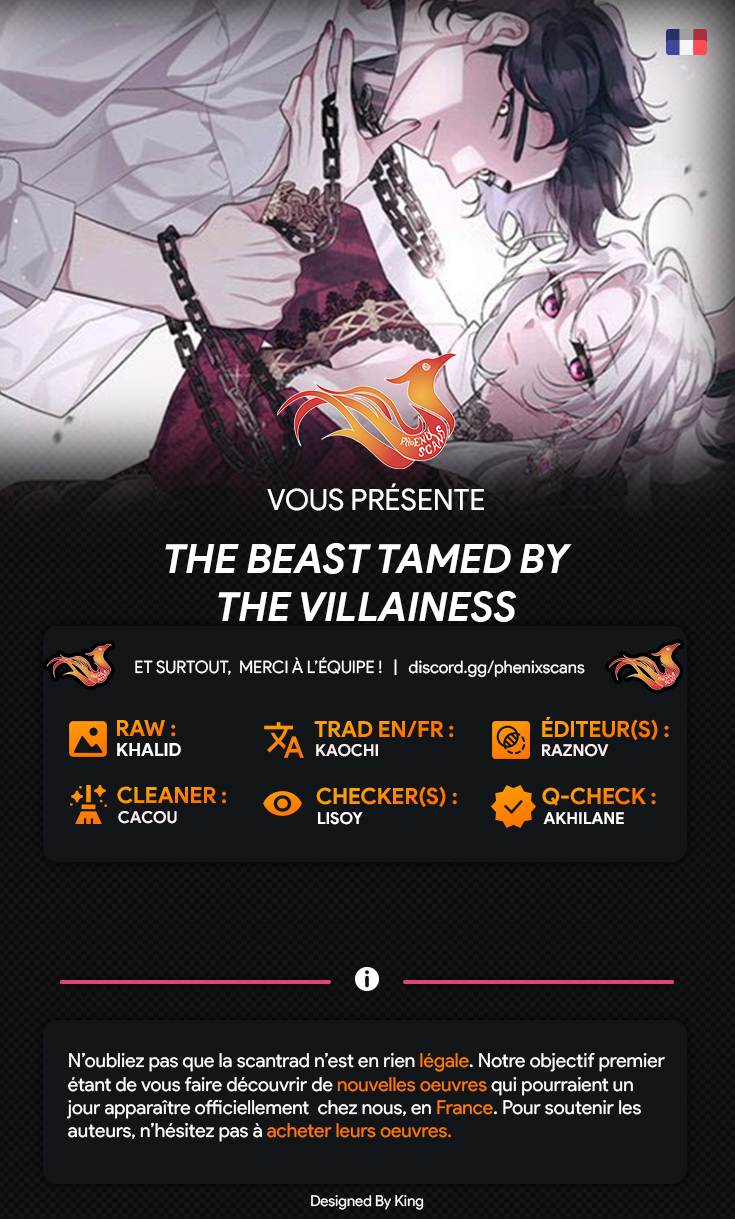 PHOENIX
SCANS
VOUS PRÉSENTE
THE BEAST TAMED BY
THE VILLAINESS
ET SURTOUT, MERCI À L'ÉQUIPE ! | discord.gg/phenixscans
RAW : TRAD EN/FR : ÉDITEUR(S) :
KHALID KAOCHI RAZNOV
CLEANER : CHECKER(S) : Q-CHECK :
CACOU LISOY AKHILANE
N'oubliez pas que la scantrad n'est en rien légale. Notre objectif premier
étant de vous faire découvrir de nouvelles oeuvres qui pourraient un
jour apparaître officiellement chez nous, en France. Pour soutenir les
auteurs, n'hésitez pas à acheter leurs oeuvres.
Designed By King